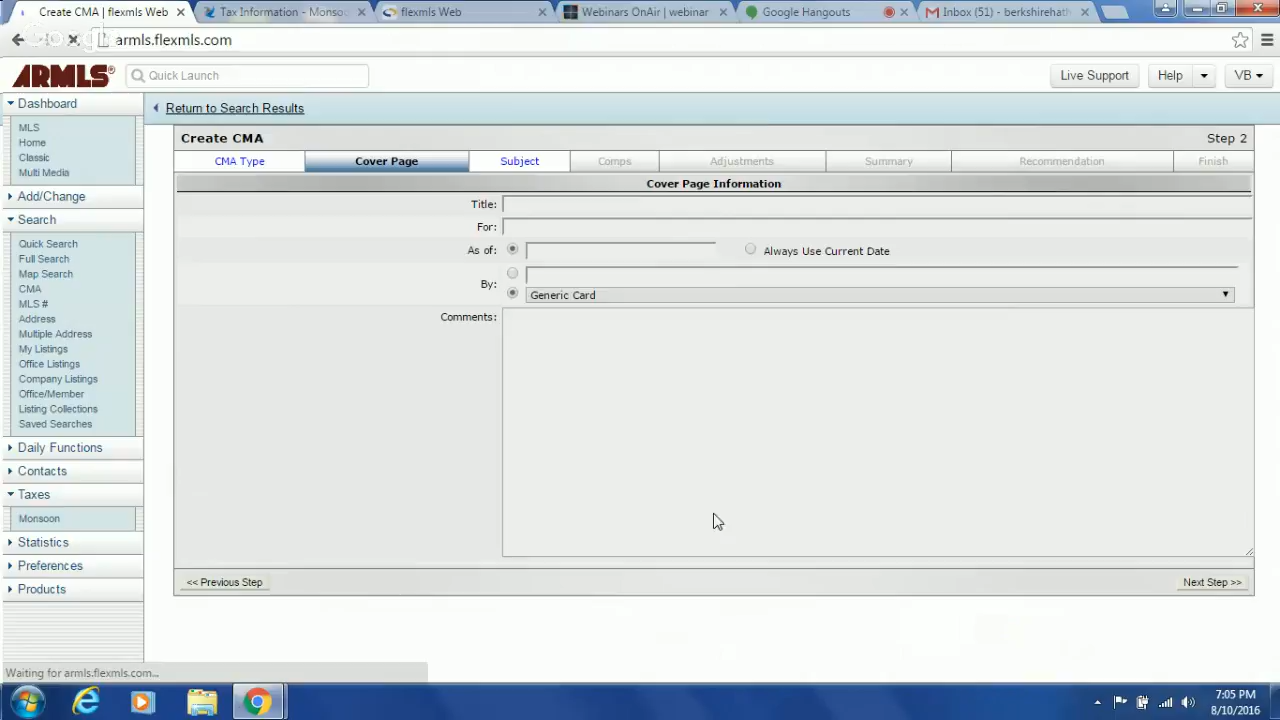 Create CMA | flexmls Web
Tax Information - Monsoo
flexmls Web
Webinars OnAir | webinar
Google Hangouts
Inbox (51) - berkshirehath
armls.flexmls.com
ARMLS
Quick Launch
Live Support
Help
VB
Dashboard
MLS
Home
Classic
Multi Media
Add/Change
Search
Quick Search
Full Search
Map Search
CMA
MLS #
Address
Multiple Address
My Listings
Office Listings
Company Listings
Office/Member
Listing Collections
Saved Searches
Daily Functions
Contacts
Taxes
Monsoon
Statistics
Preferences
Products
Return to Search Results
Create CMA
Step 2
CMA Type
Cover Page
Subject
Comps
Adjustments
Summary
Recommendation
Finish
Cover Page Information
Title:
For:
As of:
Always Use Current Date
By:
Generic Card
Comments:
<< Previous Step
Next Step >>
Waiting for armls.flexmls.com...
7:05 PM
8/10/2016